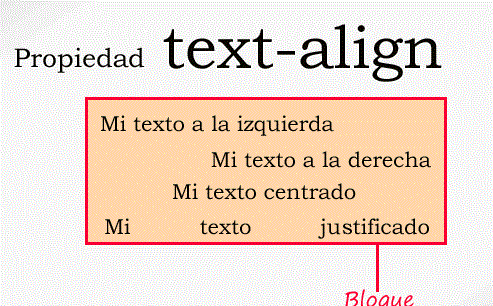 Propiedad text-align
Mi texto a la izquierda
Mi texto a la derecha
Mi texto centrado
Mi texto justificado
Bloque